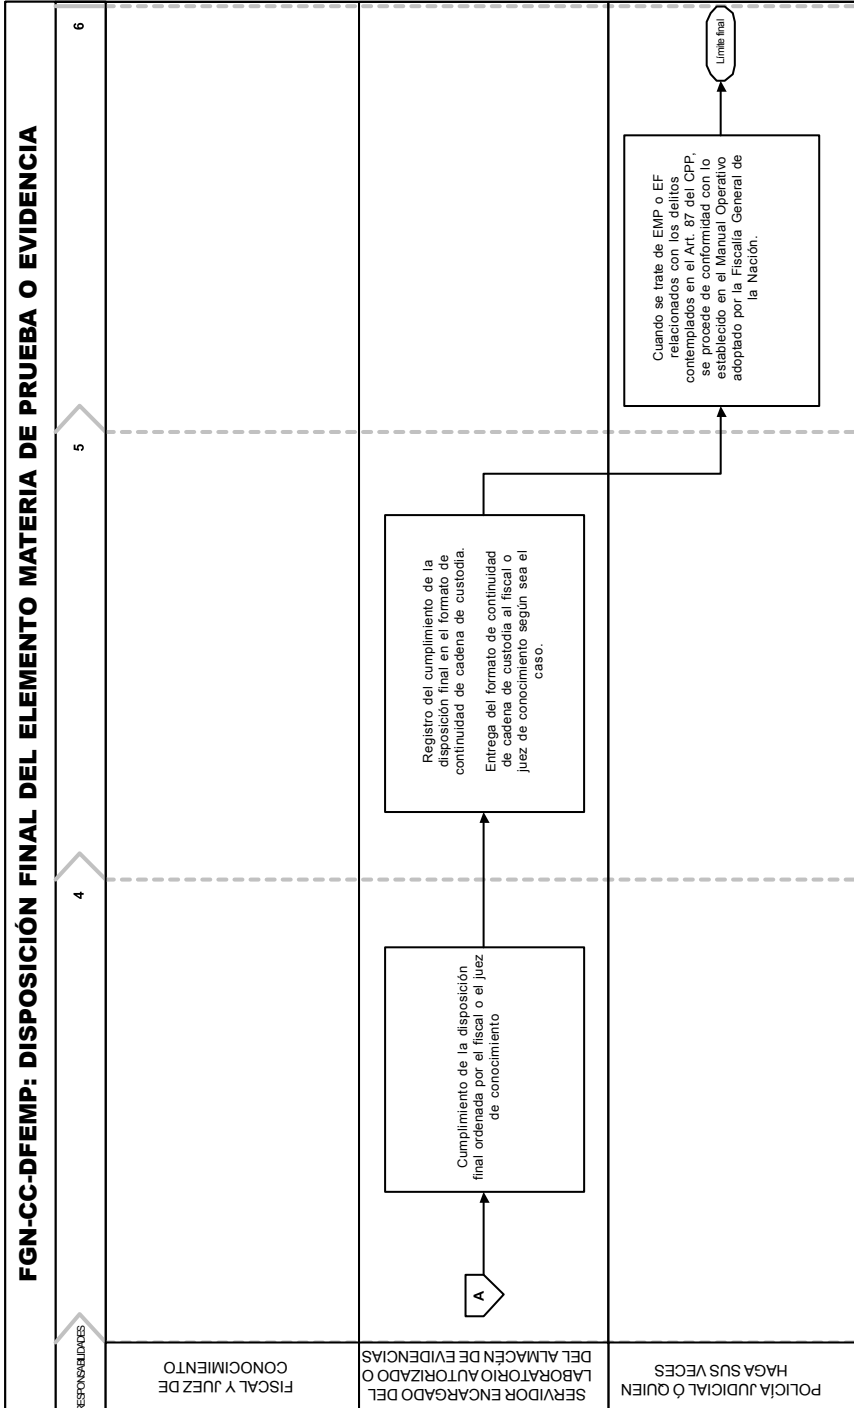 FGN-CC-DFEMP: DISPOSICIÓN FINAL DEL ELEMENTO MATERIA DE PRUEBA O EVIDENCIA
ESPONSABILIDADES
4
5
6
FISCAL Y JUEZ DE
CONOCIMIENTO
SERVIDOR ENCARGADO DEL
LABORATORIO AUTORIZADO O
DEL ALMACÉN DE EVIDENCIAS
A
Cumplimiento de la disposición
final ordenada por el fiscal o el juez
de conocimiento
Registro del cumplimiento de la
disposición final en el formato de
continuidad de cadena de custodia.
Entrega del formato de continuidad
de cadena de custodia al fiscal o
juez de conocimiento según sea el
caso.
POLICÍA JUDICIAL Ó QUIEN
HAGA SUS VECES
Cuando se trate de EMP o EF
relacionados con los delitos
contemplados en el Art. 87 del CPP,
se procede de conformidad con lo
establecido en el Manual Operativo
adoptado por la Fiscalía General de
la Nación.
Límite final